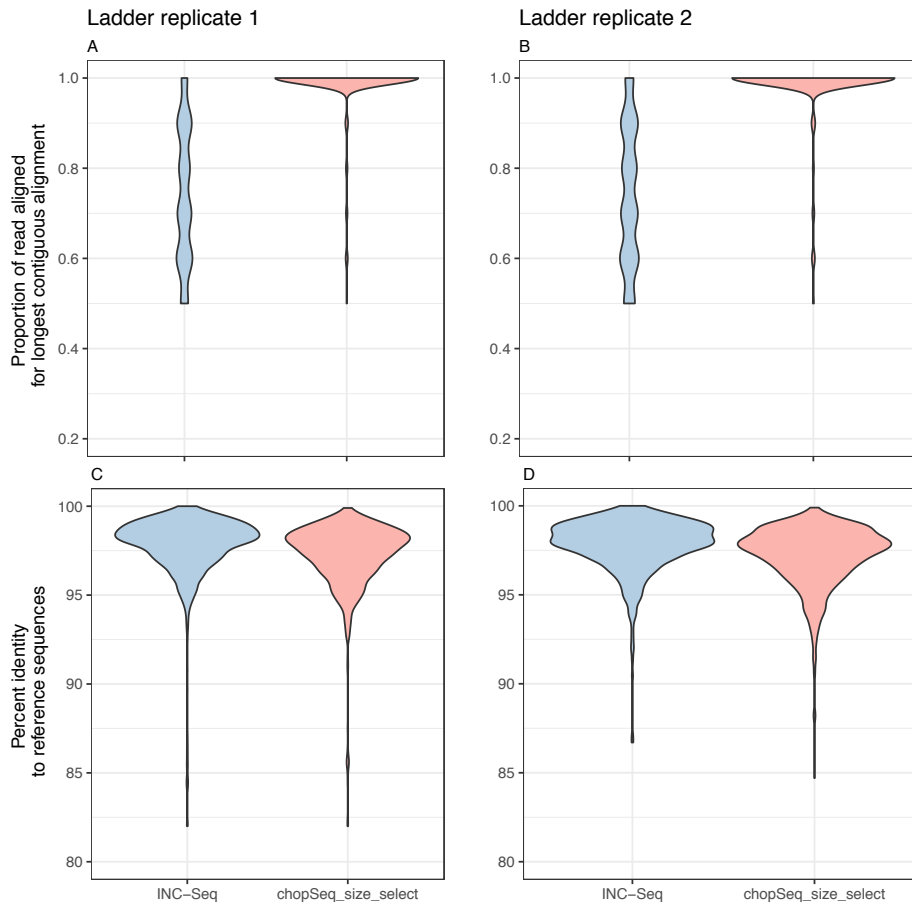 Ladder replicate 1
Ladder replicate 2
A
B
Proportion of read aligned
for longest contiguous alignment
1.0
0.8
0.6
0.4
0.2
1.0
0.8
0.6
0.4
0.2
C
D
Percent identity
to reference sequences
100
95
90
85
80
100
95
90
85
80
INC−Seq
chopSeq_size_select
INC−Seq
chopSeq_size_select